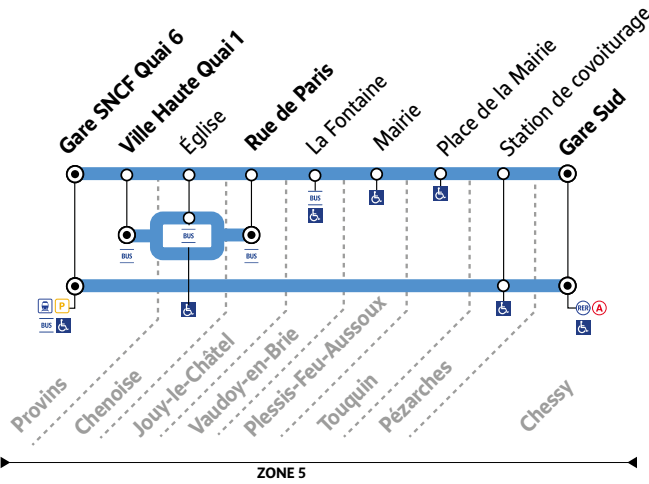 Gare SNCF Quai 6
Ville Haute Quai 1
Église
Rue de Paris
La Fontaine
Mairie
Place de la Mairie
Station de covoiturage
Gare Sud
BUS
BUS
BUS
BUS
P
BUS
RER A
Provins
Chenoise
Jouy-le-Châtel
Vaudoy-en-Brie
Plessis-Feu-Aussoux
Touquin
Pézarches
Chessy
ZONE 5